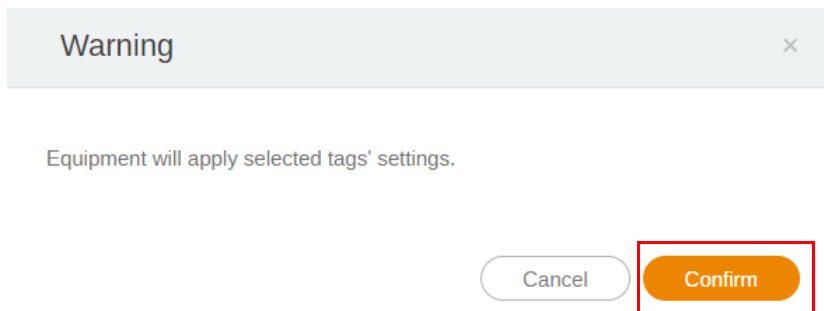 Warning
×
Equipment will apply selected tags' settings.
Cancel Confirm